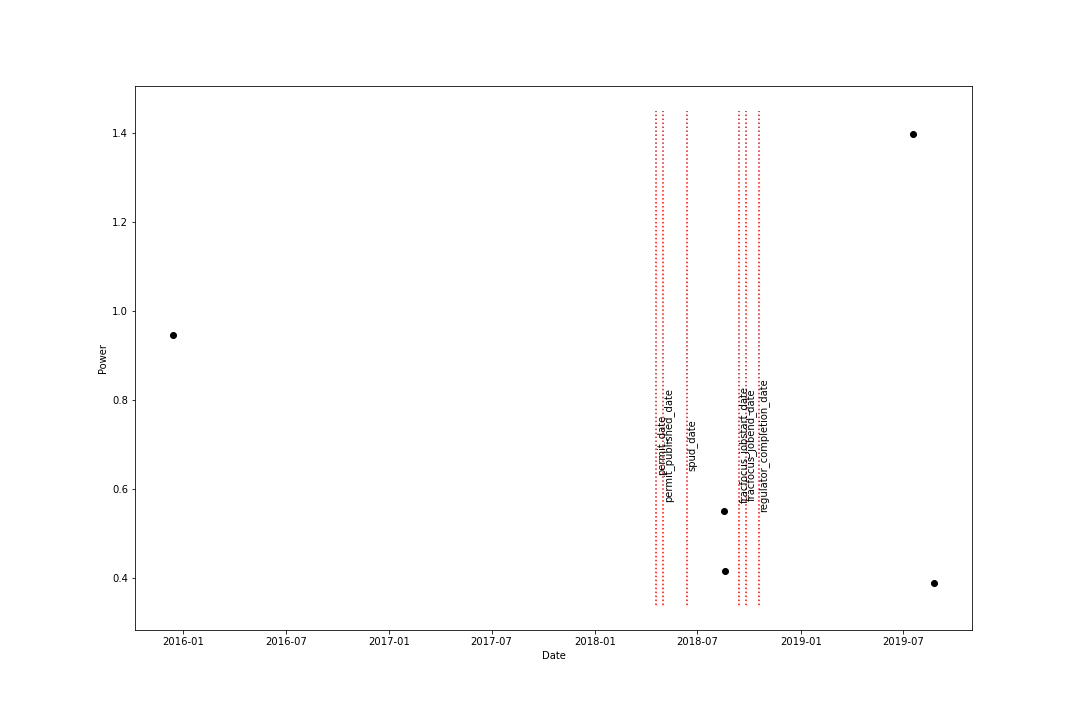 1.4
1.2
1.0
0.8
0.6
0.4
Power
permit_date
permit_published_date
spud_date
fracfocus_jobstart_date
fracfocus_jobend_date
regulator_completion_date
2016-01
2016-07
2017-01
2017-07
2018-01
2018-07
2019-01
2019-07
Date